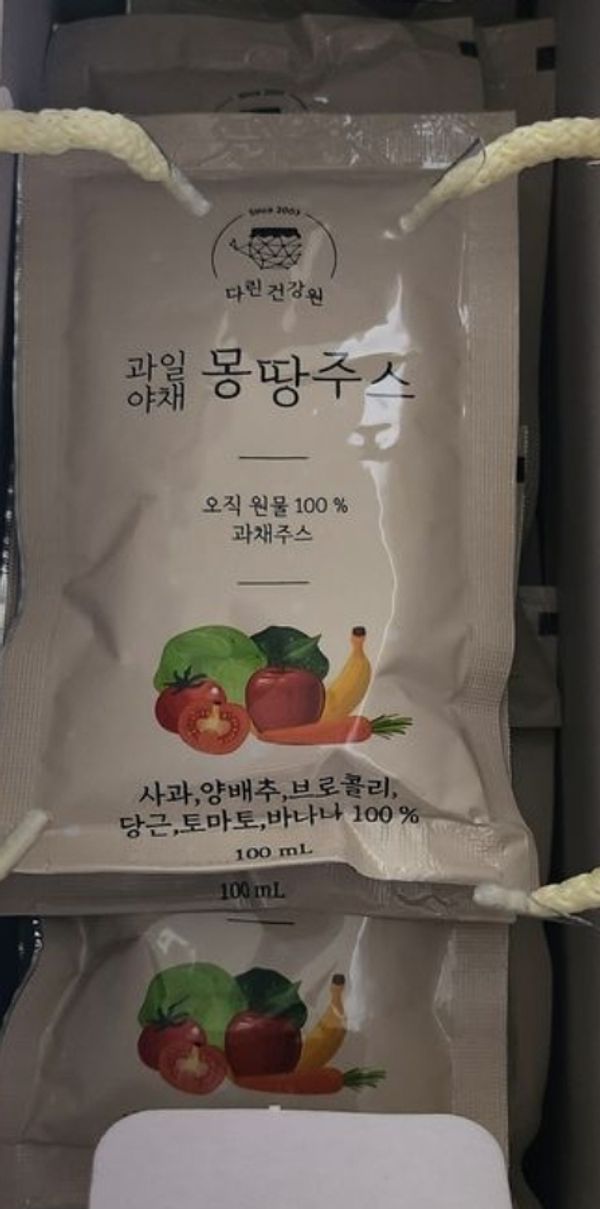 Since 2003
다린 건강원
과일 야채 몽땅주스
오직 원물 100 %
과채주스
사과,양배추,브로콜리,
당근,토마토,바나나 100 %
100 mL
100 mL